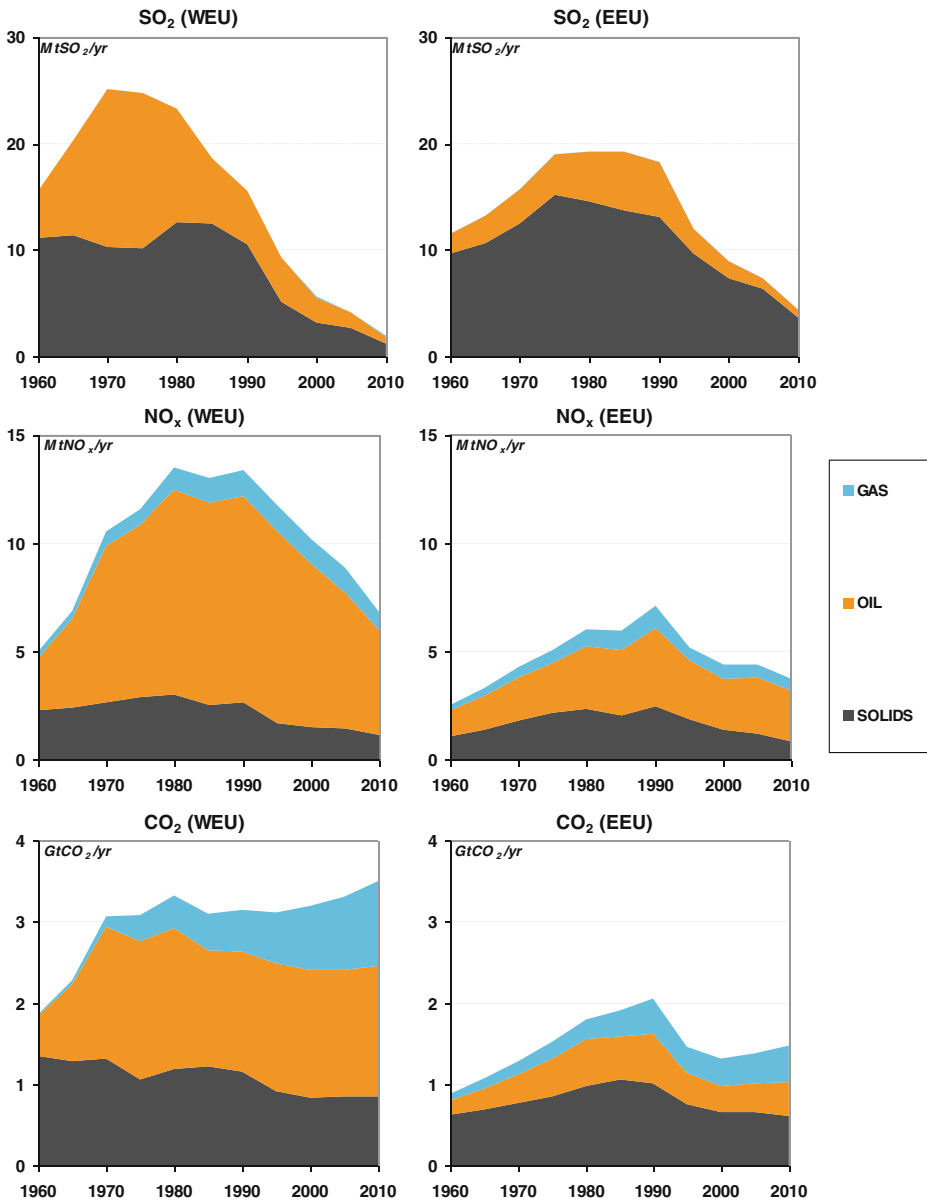 SO₂ (WEU)
MtSO₂/yr
30
20
10
0
1960 1970 1980 1990 2000 2010
SO₂ (EEU)
MtSO₂/yr
30
20
10
0
1960 1970 1980 1990 2000 2010
NOₓ (WEU)
MtNOₓ/yr
15
10
5
0
1960 1970 1980 1990 2000 2010
NOₓ (EEU)
MtNOₓ/yr
15
10
5
0
1960 1970 1980 1990 2000 2010
GAS
OIL
SOLIDS
CO₂ (WEU)
GtCO₂/yr
4
3
2
1
0
1960 1970 1980 1990 2000 2010
CO₂ (EEU)
GtCO₂/yr
4
3
2
1
0
1960 1970 1980 1990 2000 2010